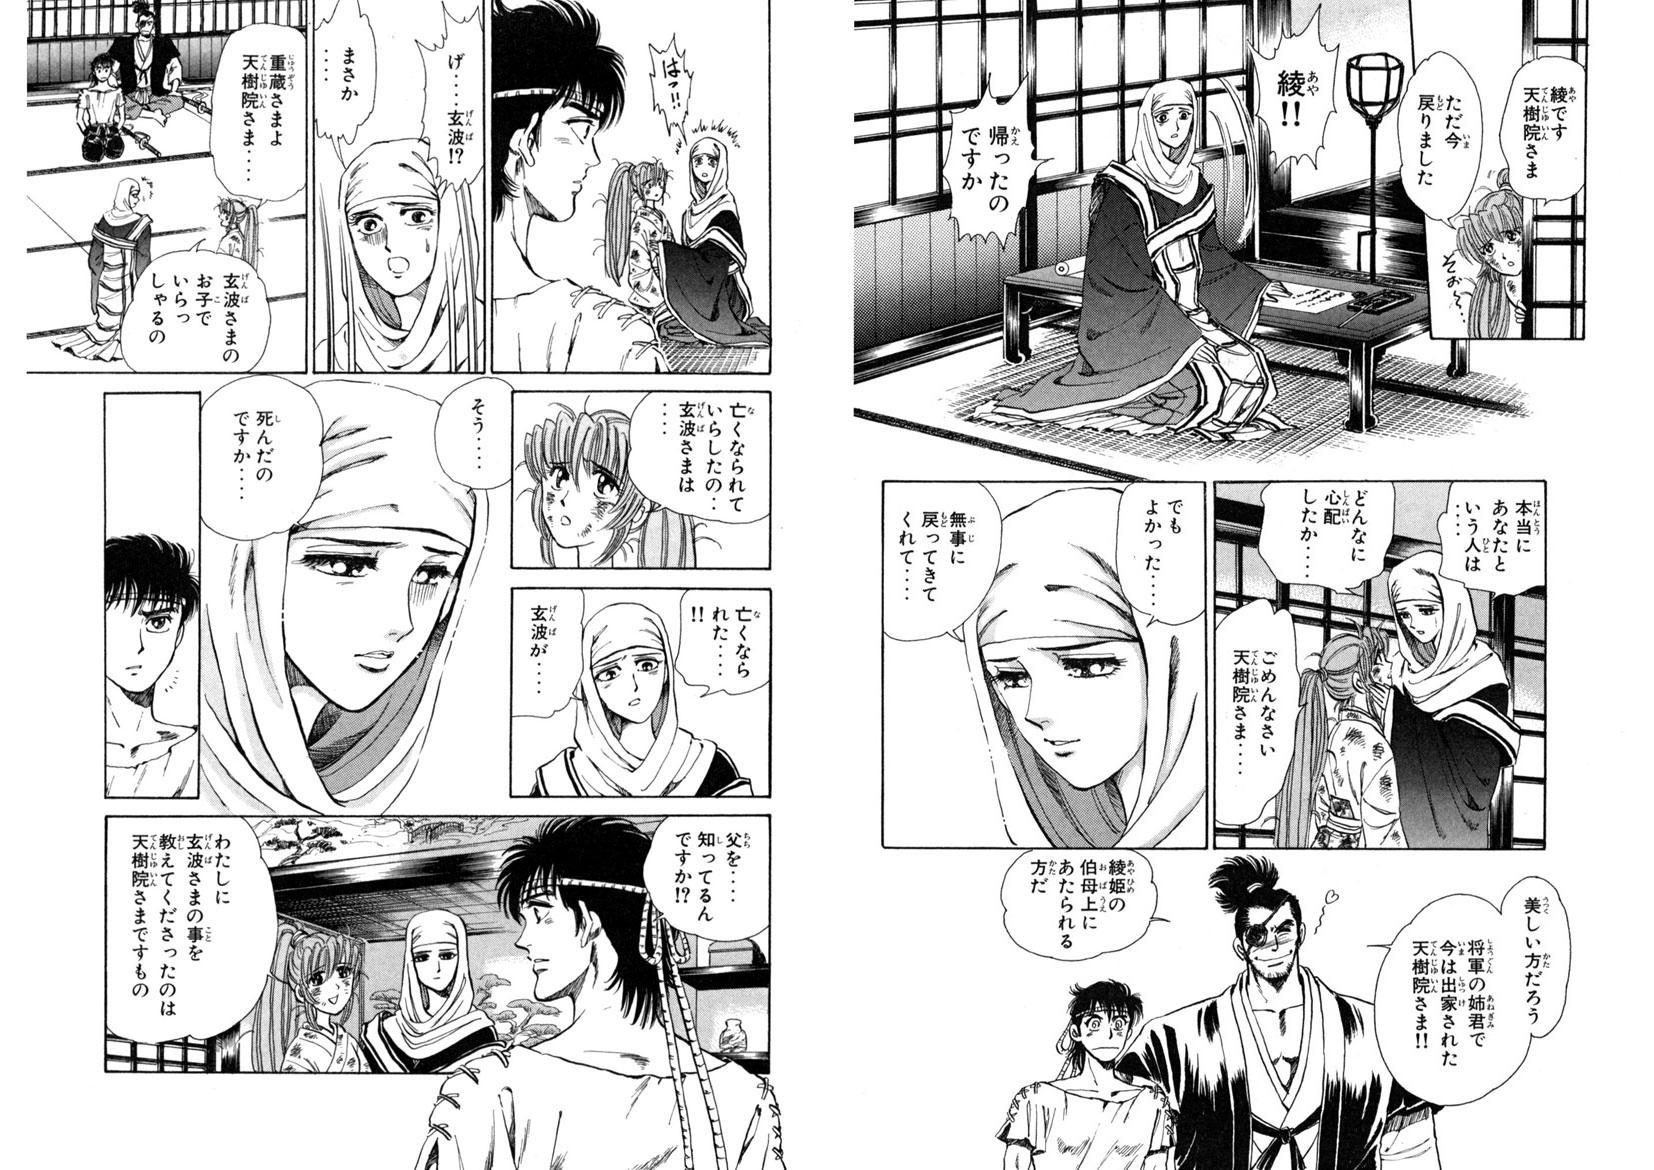 綾です
天樹院さま
ただ今
戻りました
そお〜〜
綾!!
帰ったの
ですか
本当に
あなたと
いう人は
‥‥
どんなに
心配
したか‥‥
ごめんなさい
天樹院さま‥‥
でも
よかった‥‥
無事に
戻ってきて
くれて‥‥
美しい方だろう
将軍の姉君で
今は出家された
天樹院さま!!
綾姫の
伯母上に
あたられる
方だ
はっ!!
げ‥‥玄波!?
まさか
‥‥
重蔵さまよ
天樹院さま‥‥
玄波さまの
お子で
いらっ
しゃるの
亡くなられて
いらしたの‥
玄波さまは
‥‥
そう‥‥
死んだの
ですか‥‥
亡くなら
れた‥‥
!!
玄波が
‥‥
父を‥‥
知ってるん
ですか!?
わたしに
玄波さまの事を
教えてくださったのは
天樹院さまですもの